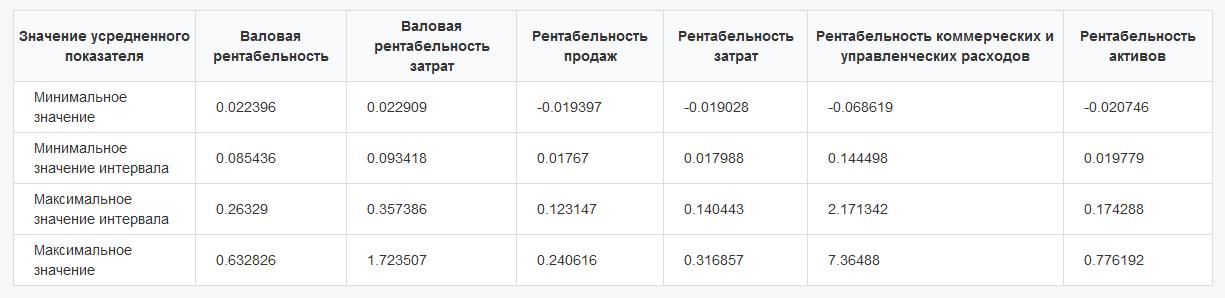 Значение усредненного показателя
Валовая рентабельность
Валовая рентабельность затрат
Рентабельность продаж
Рентабельность затрат
Рентабельность коммерческих и управленческих расходов
Рентабельность активов
Минимальное значение
0.022396
0.022909
-0.019397
-0.019028
-0.068619
-0.020746
Минимальное значение интервала
0.085436
0.093418
0.01767
0.017988
0.144498
0.019779
Максимальное значение интервала
0.26329
0.357386
0.123147
0.140443
2.171342
0.174288
Максимальное значение
0.632826
1.723507
0.240616
0.316857
7.36488
0.776192